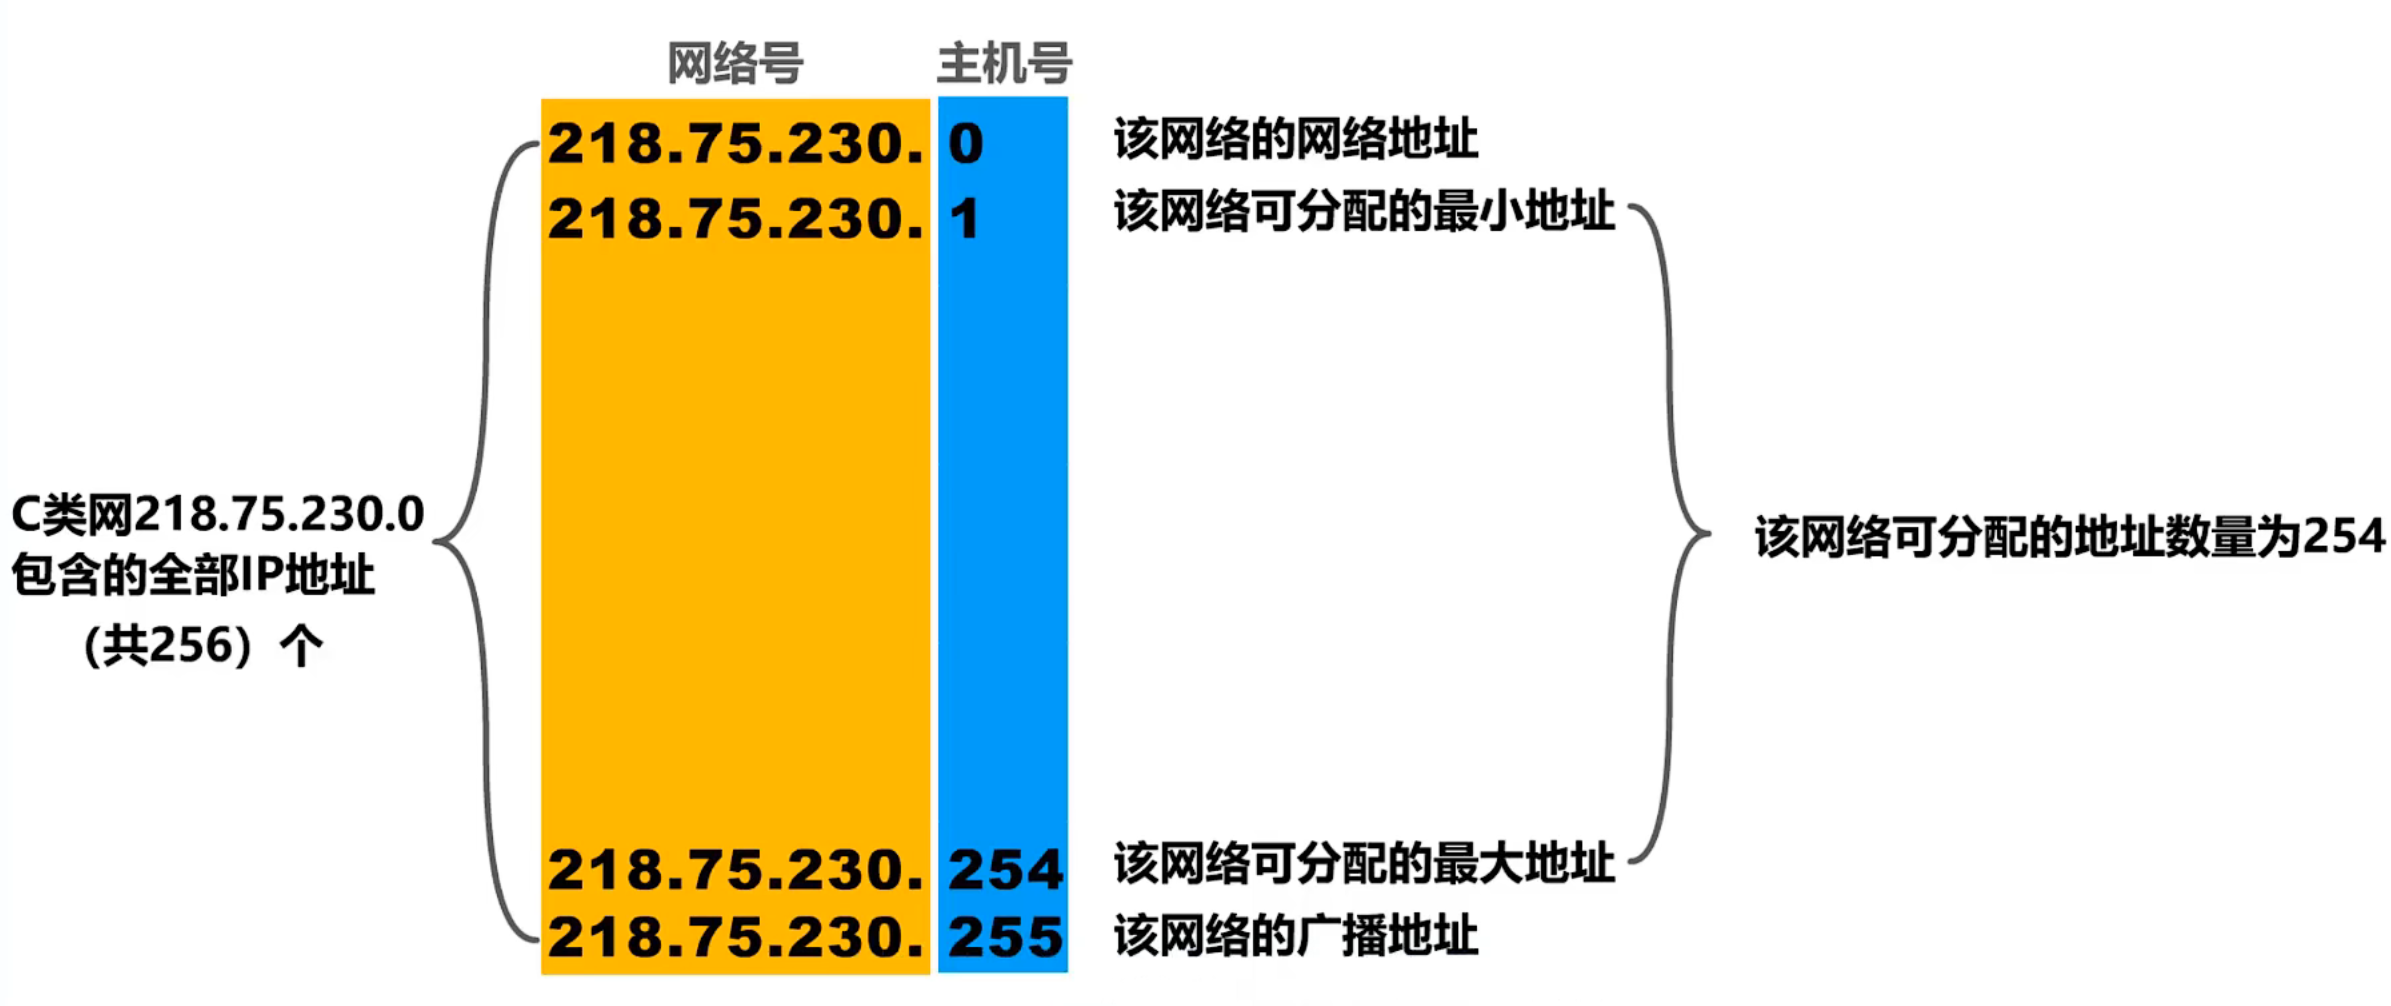 网络号 主机号
218.75.230. 0 该网络的网络地址
218.75.230. 1 该网络可分配的最小地址
C类网218.75.230.0
包含的全部IP地址
（共256）个
该网络可分配的地址数量为254
218.75.230. 254 该网络可分配的最大地址
218.75.230. 255 该网络的广播地址